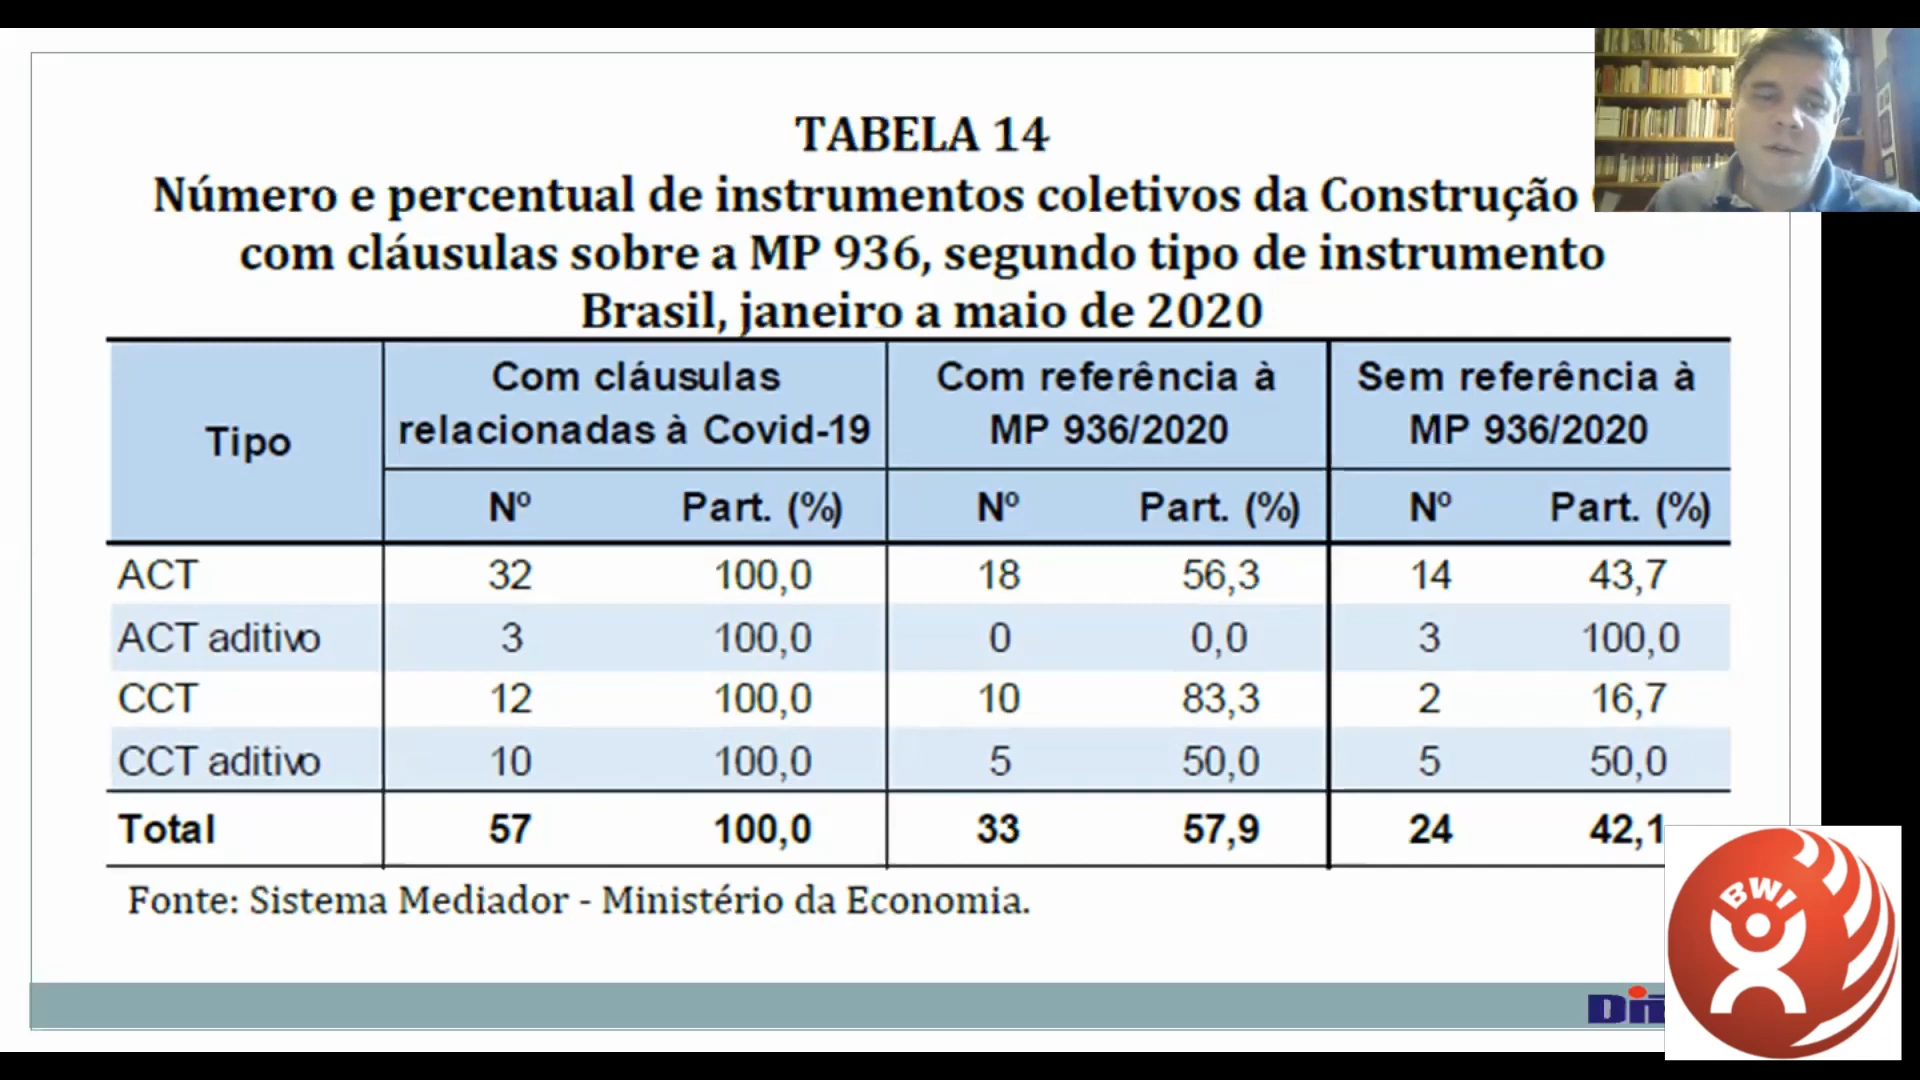 TABELA 14
Número e percentual de instrumentos coletivos da Construção
com cláusulas sobre a MP 936, segundo tipo de instrumento
Brasil, janeiro a maio de 2020
Tipo Com cláusulas relacionadas à Covid-19 Com referência à MP 936/2020 Sem referência à MP 936/2020
Nº Part. (%) Nº Part. (%) Nº Part. (%)
ACT 32 100,0 18 56,3 14 43,7
ACT aditivo 3 100,0 0 0,0 3 100,0
CCT 12 100,0 10 83,3 2 16,7
CCT aditivo 10 100,0 5 50,0 5 50,0
Total 57 100,0 33 57,9 24 42,1
Fonte: Sistema Mediador - Ministério da Economia.
BWI